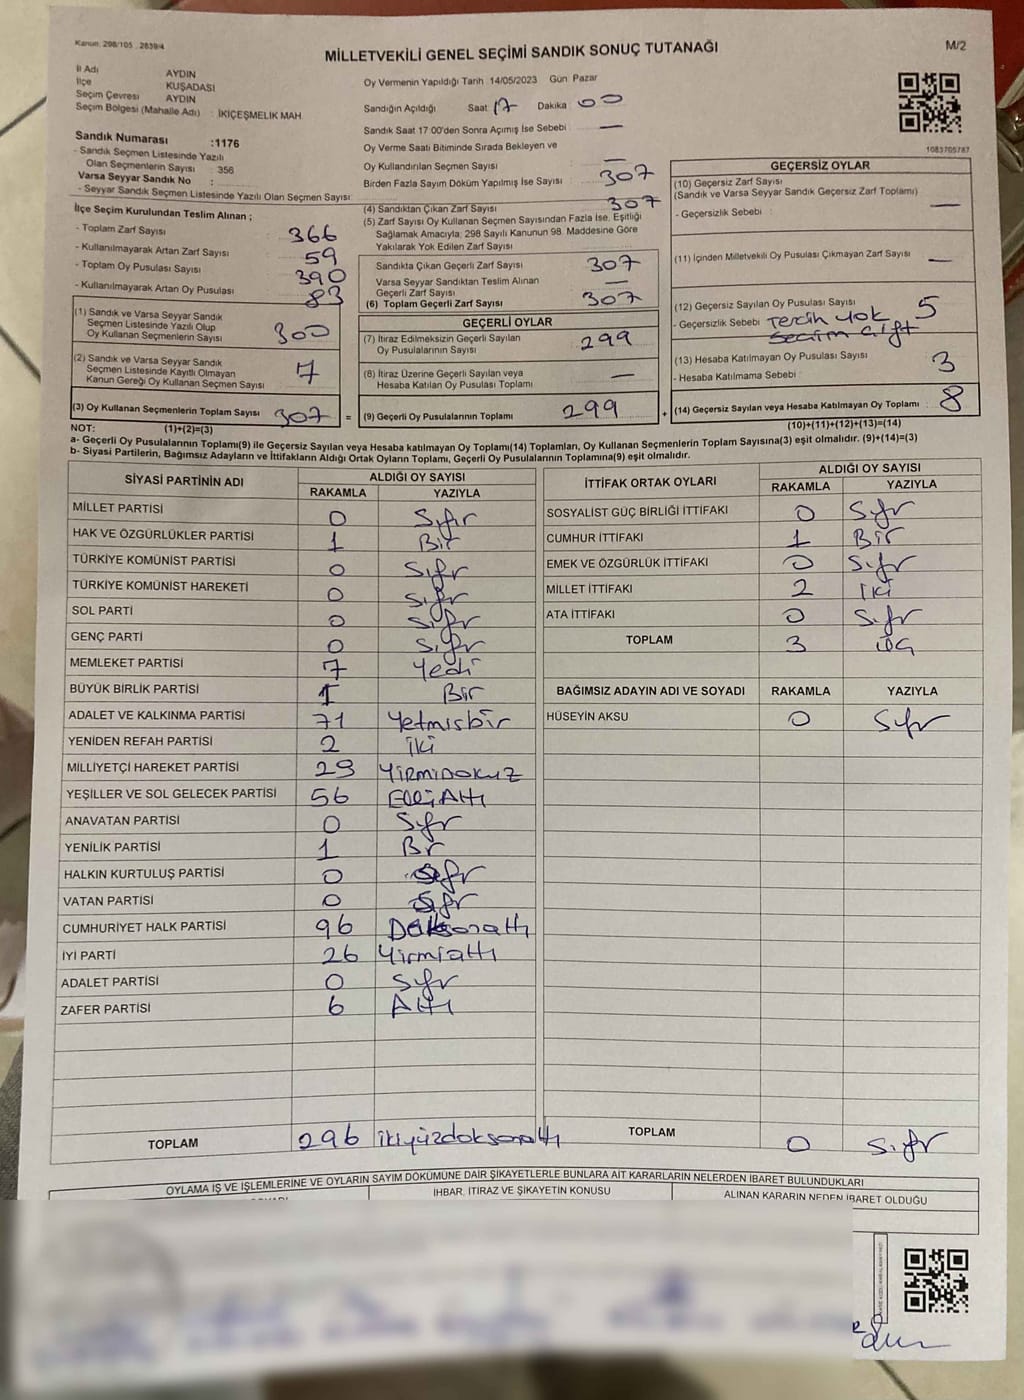 Kanun: 298/105 , 2839/4
MİLLETVEKİLİ GENEL SEÇİMİ SANDIK SONUÇ TUTANAĞI
M/2
İl Adı AYDIN
İlçe KUŞADASI
Seçim Çevresi AYDIN
Seçim Bölgesi (Mahalle Adı) : İKİÇEŞMELİK MAH.
Sandık Numarası :1176
- Sandık Seçmen Listesinde Yazılı
Olan Seçmenlerin Sayısı : 356
Varsa Seyyar Sandık No :
- Seyyar Sandık Seçmen Listesinde Yazılı Olan Seçmen Sayısı :
İlçe Seçim Kurulundan Teslim Alınan ;
- Toplam Zarf Sayısı 366
- Kullanılmayarak Artan Zarf Sayısı 59
- Toplam Oy Pusulası Sayısı 390
- Kullanılmayarak Artan Oy Pusulası 83
(1) Sandık ve Varsa Seyyar Sandık
Seçmen Listesinde Yazılı Olup
Oy Kullanan Seçmenlerin Sayısı 300
(2) Sandık ve Varsa Seyyar Sandık
Seçmen Listesinde Kayıtlı Olmayan
Kanun Gereği Oy Kullanan Seçmen Sayısı 7
(3) Oy Kullanan Seçmenlerin Toplam Sayısı 307 =
Oy Vermenin Yapıldığı Tarih :14/05/2023 Gün :Pazar
Sandığın Açıldığı Saat 17 Dakika : 00
Sandık Saat 17:00'den Sonra Açımış İse Sebebi : —
Oy Verme Saati Bitiminde Sırada Bekleyen ve
Oy Kullandırılan Seçmen Sayısı : —
Birden Fazla Sayım Döküm Yapılmış İse Sayısı : 307
(4) Sandıktan Çıkan Zarf Sayısı 307
(5) Zarf Sayısı Oy Kullanan Seçmen Sayısından Fazla İse, Eşitliği
Sağlamak Amacıyla; 298 Sayılı Kanunun 98. Maddesine Göre
Yakılarak Yok Edilen Zarf Sayısı
Sandıkta Çıkan Geçerli Zarf Sayısı 307
Varsa Seyyar Sandıktan Teslim Alınan
Geçerli Zarf Sayısı : —
(6) Toplam Geçerli Zarf Sayısı 307
GEÇERLİ OYLAR
(7) İtiraz Edilmeksizin Geçerli Sayılan
Oy Pusulalarının Sayısı 299
(8) İtiraz Üzerine Geçerli Sayılan veya
Hesaba Katılan Oy Pusulası Toplamı —
(9) Geçerli Oy Pusulalarının Toplamı 299 +
1083705787
GEÇERSİZ OYLAR
(10) Geçersiz Zarf Sayısı
(Sandık ve Varsa Seyyar Sandık Geçersiz Zarf Toplamı) —
- Geçersizlik Sebebi :
(11) İçinden Milletvekili Oy Pusulası Çıkmayan Zarf Sayısı —
(12) Geçersiz Sayılan Oy Pusulası Sayısı 5
- Geçersizlik Sebebi Tercih Yok
Seçim Çift
(13) Hesaba Katılmayan Oy Pusulası Sayısı 3
- Hesaba Katılmama Sebebi :
(14) Geçersiz Sayılan veya Hesaba Katılmayan Oy Toplamı : 8
NOT: (1)+(2)=(3)
(10)+(11)+(12)+(13)=(14)
a- Geçerli Oy Pusulalarının Toplamı(9) ile Geçersiz Sayılan veya Hesaba katılmayan Oy Toplamı(14) Toplamları, Oy Kullanan Seçmenlerin Toplam Sayısına(3) eşit olmalıdır. (9)+(14)=(3)
b- Siyasi Partilerin, Bağımsız Adayların ve İttifakların Aldığı Ortak Oyların Toplamı, Geçerli Oy Pusulalarının Toplamına(9) eşit olmalıdır.
SİYASİ PARTİNİN ADI ALDIĞI OY SAYISI
RAKAMLA YAZIYLA
MİLLET PARTİSİ 0 Sıfır
HAK VE ÖZGÜRLÜKLER PARTİSİ 1 Bir
TÜRKİYE KOMÜNİST PARTİSİ 0 Sıfır
TÜRKİYE KOMÜNİST HAREKETİ 0 Sıfır
SOL PARTİ 0 Sıfır
GENÇ PARTİ 0 Sıfır
MEMLEKET PARTİSİ 7 Yedi
BÜYÜK BİRLİK PARTİSİ 1 Bir
ADALET VE KALKINMA PARTİSİ 71 Yetmişbir
YENİDEN REFAH PARTİSİ 2 İki
MİLLİYETÇİ HAREKET PARTİSİ 29 YİRMİDOKUZ
YEŞİLLER VE SOL GELECEK PARTİSİ 56 Elli Altı
ANAVATAN PARTİSİ 0 Sıfır
YENİLİK PARTİSİ 1 Bir
HALKIN KURTULUŞ PARTİSİ 0 Sıfır
VATAN PARTİSİ 0 Sıfır
CUMHURİYET HALK PARTİSİ 96 Doksanaltı
İYİ PARTİ 26 Yirmialtı
ADALET PARTİSİ 0 Sıfır
ZAFER PARTİSİ 6 Altı
TOPLAM 296 ikiyüzdoksanaltı
İTTİFAK ORTAK OYLARI ALDIĞI OY SAYISI
RAKAMLA YAZIYLA
SOSYALİST GÜÇ BİRLİĞİ İTTİFAKI 0 Sıfır
CUMHUR İTTİFAKI 1 Bir
EMEK VE ÖZGÜRLÜK İTTİFAKI 0 Sıfır
MİLLET İTTİFAKI 2 İki
ATA İTTİFAKI 0 Sıfır
TOPLAM 3 üç
BAĞIMSIZ ADAYIN ADI VE SOYADI RAKAMLA YAZIYLA
HÜSEYİN AKSU 0 Sıfır
TOPLAM 0 Sıfır
OYLAMA İŞ VE İŞLEMLERİNE VE OYLARIN SAYIM DÖKÜMÜNE DAİR ŞİKAYETLERLE BUNLARA AİT KARARLARIN NELERDEN İBARET BULUNDUKLARI
İHBAR, İTİRAZ VE ŞİKAYETİN KONUSU
ALINAN KARARIN NEDEN İBARET OLDUĞU